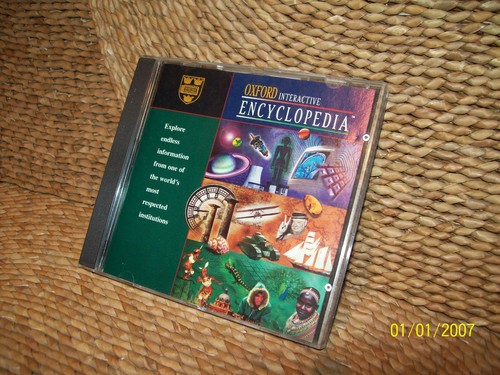 OXFORD INTERACTIVE
ENCYCLOPEDIA
Explore
endless
information
from one of
the world's
most
respected
institutions
01/01/2007